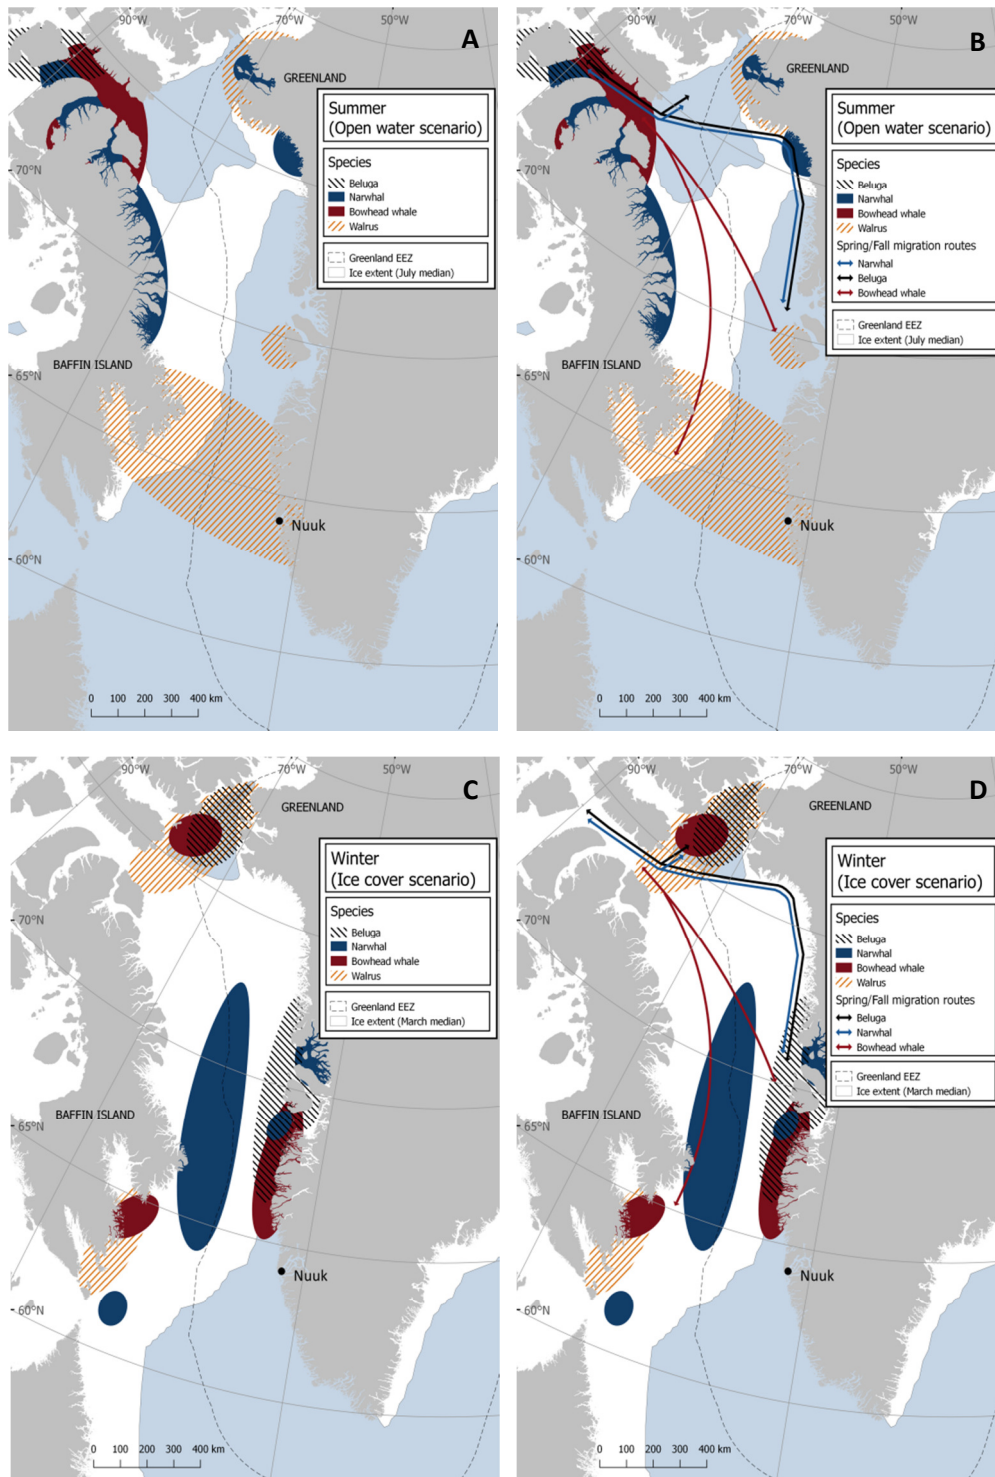 90°W
70°W
50°W
A
GREENLAND
Summer
(Open water scenario)
Species
Beluga
Narwhal
Bowhead whale
Walrus
Greenland EEZ
Ice extent (July median)
70°N
BAFFIN ISLAND
65°N
Nuuk
60°N
0 100 200 300 400 km
90°W
70°W
50°W
B
GREENLAND
Summer
(Open water scenario)
Species
Beluga
Narwhal
Bowhead whale
Walrus
Spring/Fall migration routes
Narwhal
Beluga
Bowhead whale
Greenland EEZ
Ice extent (July median)
70°N
BAFFIN ISLAND
65°N
Nuuk
60°N
0 100 200 300 400 km
90°W
70°W
50°W
C
GREENLAND
Winter
(Ice cover scenario)
Species
Beluga
Narwhal
Bowhead whale
Walrus
Greenland EEZ
Ice extent (March median)
70°N
BAFFIN ISLAND
65°N
Nuuk
60°N
0 100 200 300 400 km
90°W
70°W
50°W
D
GREENLAND
Winter
(Ice cover scenario)
Species
Beluga
Narwhal
Bowhead whale
Walrus
Spring/Fall migration routes
Beluga
Narwhal
Bowhead whale
Greenland EEZ
Ice extent (March median)
70°N
BAFFIN ISLAND
65°N
Nuuk
60°N
0 100 200 300 400 km